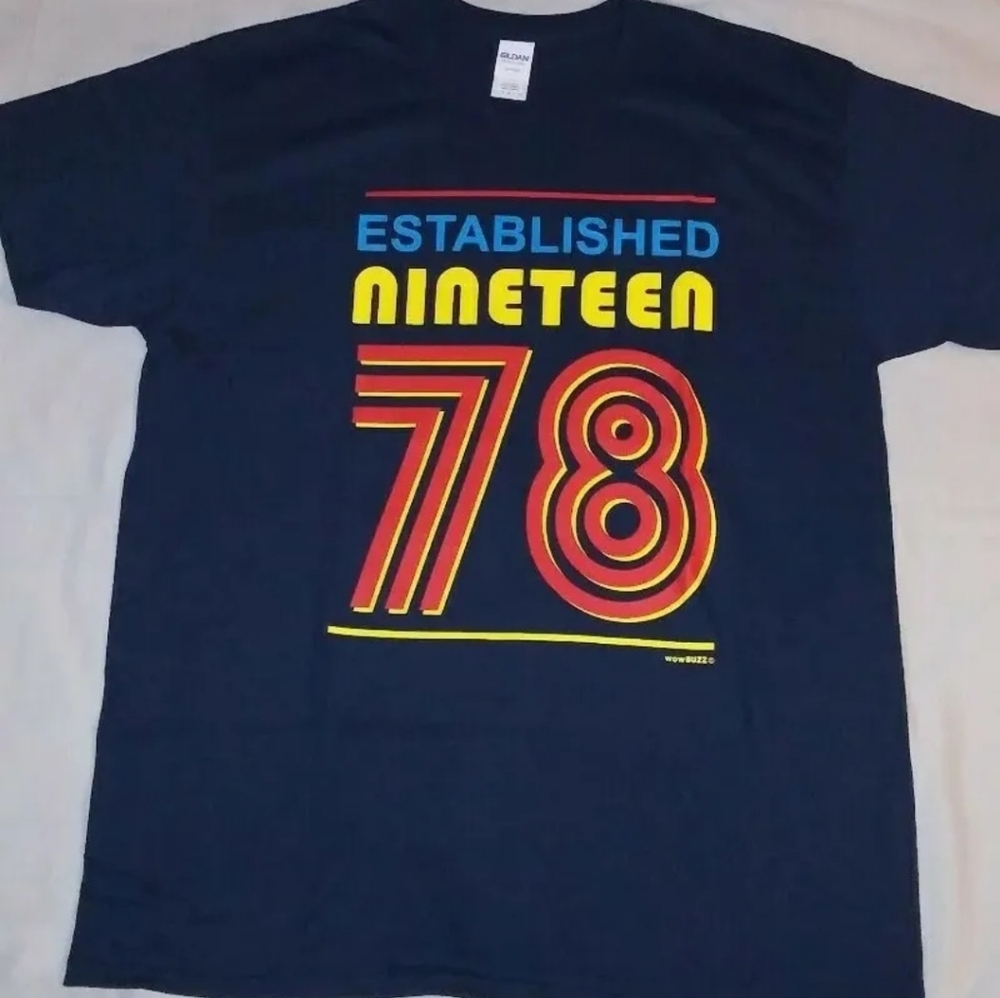 GILDAN
ESTABLISHED
NINETEEN
78
wowBUZZ©